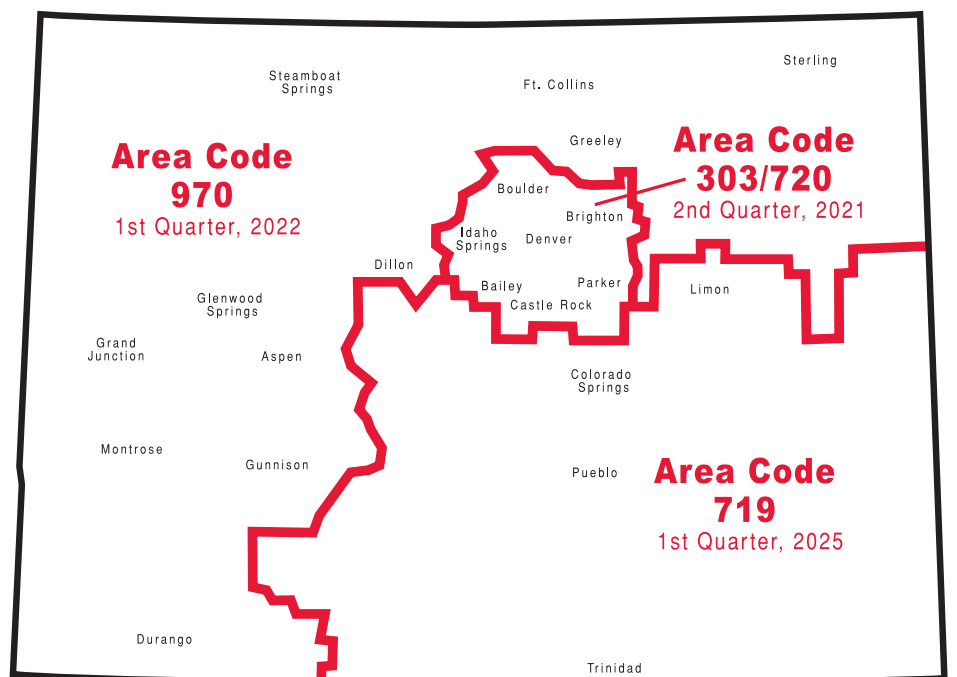 Sterling
Steamboat
Springs
Ft. Collins
Greeley
Area Code
303/720
2nd Quarter, 2021
Area Code
970
1st Quarter, 2022
Boulder
Brighton
Idaho
Springs
Denver
Dillon
Bailey
Parker
Limon
Castle Rock
Glenwood
Springs
Grand
Junction
Aspen
Colorado
Springs
Montrose
Gunnison
Pueblo
Area Code
719
1st Quarter, 2025
Durango
Trinidad